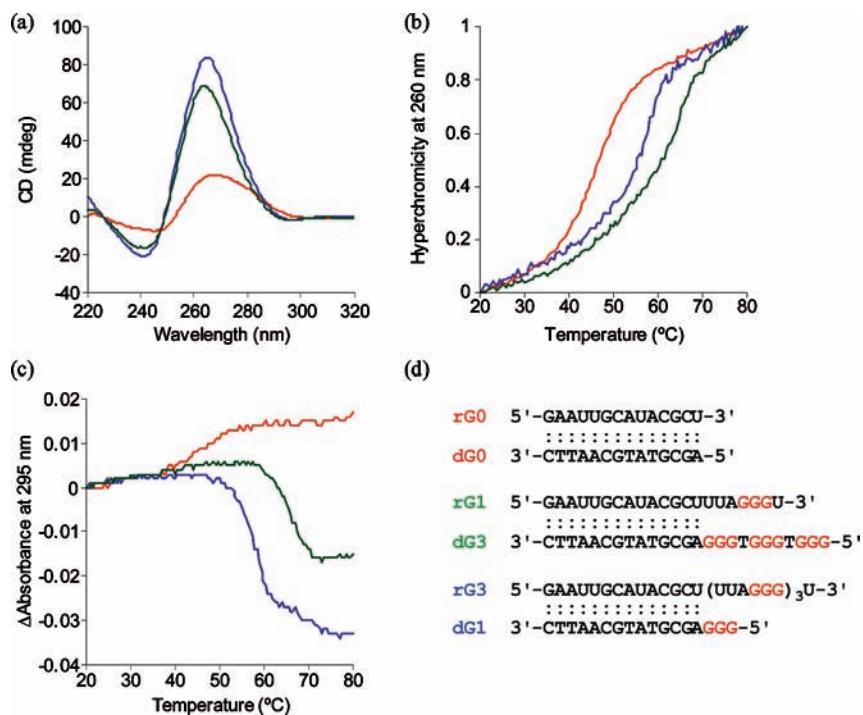 (a)
CD (mdeg)
100
80
60
40
20
0
-20
-40
220 240 260 280 300 320
Wavelength (nm)
(b)
Hyperchromicity at 260 nm
1
0.8
0.6
0.4
0.2
0
20 30 40 50 60 70 80
Temperature (ºC)
(c)
ΔAbsorbance at 295 nm
0.02
0.01
0
-0.01
-0.02
-0.03
-0.04
20 30 40 50 60 70 80
Temperature (ºC)
(d)
rG0 5'-GAAUUGCAUACGCU-3'
::::::::::::::
dG0 3'-CTTAACGTATGCGA-5'
rG1 5'-GAAUUGCAUACGCUUUAGGGU-3'
::::::::::::::
dG3 3'-CTTAACGTATGCGAGGGTGGGTGGG-5'
rG3 5'-GAAUUGCAUACGCU(UUAGGG)3U-3'
::::::::::::::
dG1 3'-CTTAACGTATGCGAGGG-5'